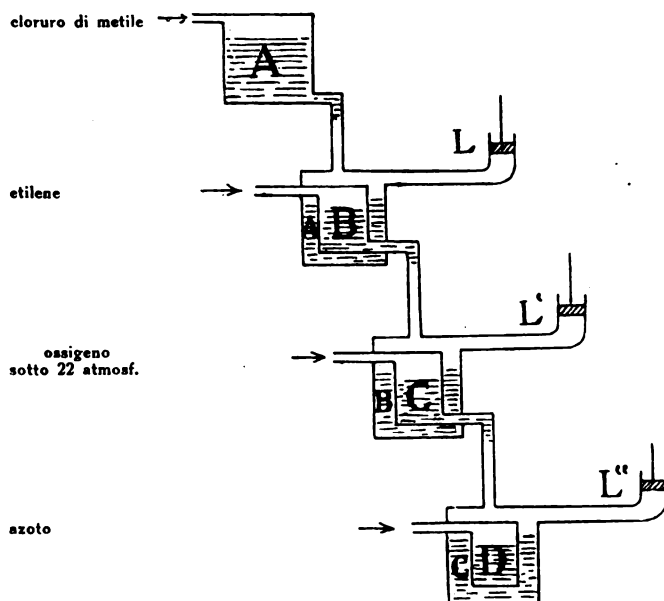 cloruro di metile
A
L
etilene
A B
L'
ossigeno
sotto 22 atmosf.
B C
L"
azoto
C D